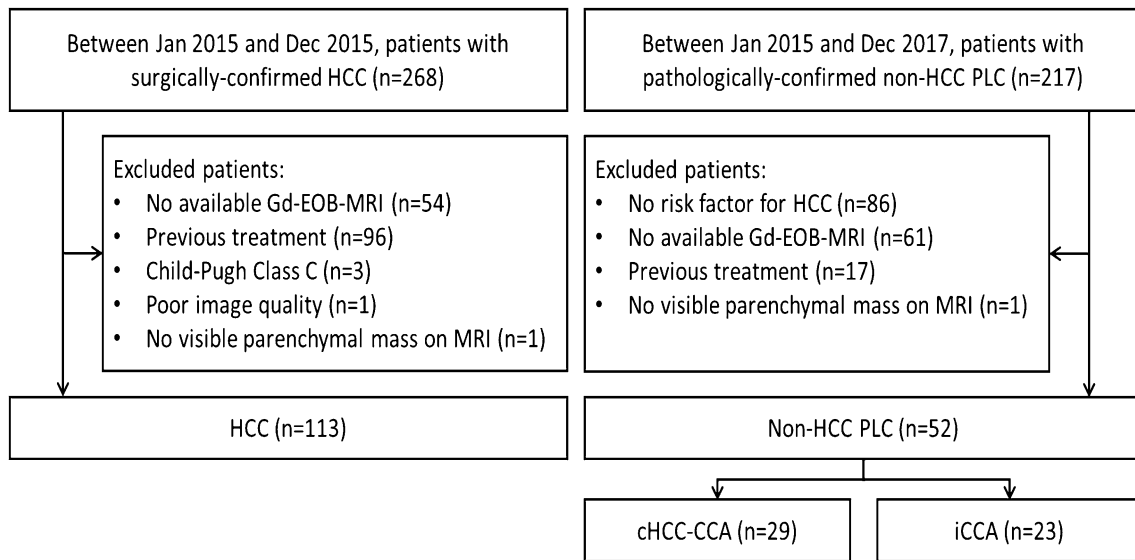 Between Jan 2015 and Dec 2015, patients with
surgically-confirmed HCC (n=268)
Excluded patients:
• No available Gd-EOB-MRI (n=54)
• Previous treatment (n=96)
• Child-Pugh Class C (n=3)
• Poor image quality (n=1)
• No visible parenchymal mass on MRI (n=1)
HCC (n=113)
Between Jan 2015 and Dec 2017, patients with
pathologically-confirmed non-HCC PLC (n=217)
Excluded patients:
• No risk factor for HCC (n=86)
• No available Gd-EOB-MRI (n=61)
• Previous treatment (n=17)
• No visible parenchymal mass on MRI (n=1)
Non-HCC PLC (n=52)
cHCC-CCA (n=29)
iCCA (n=23)